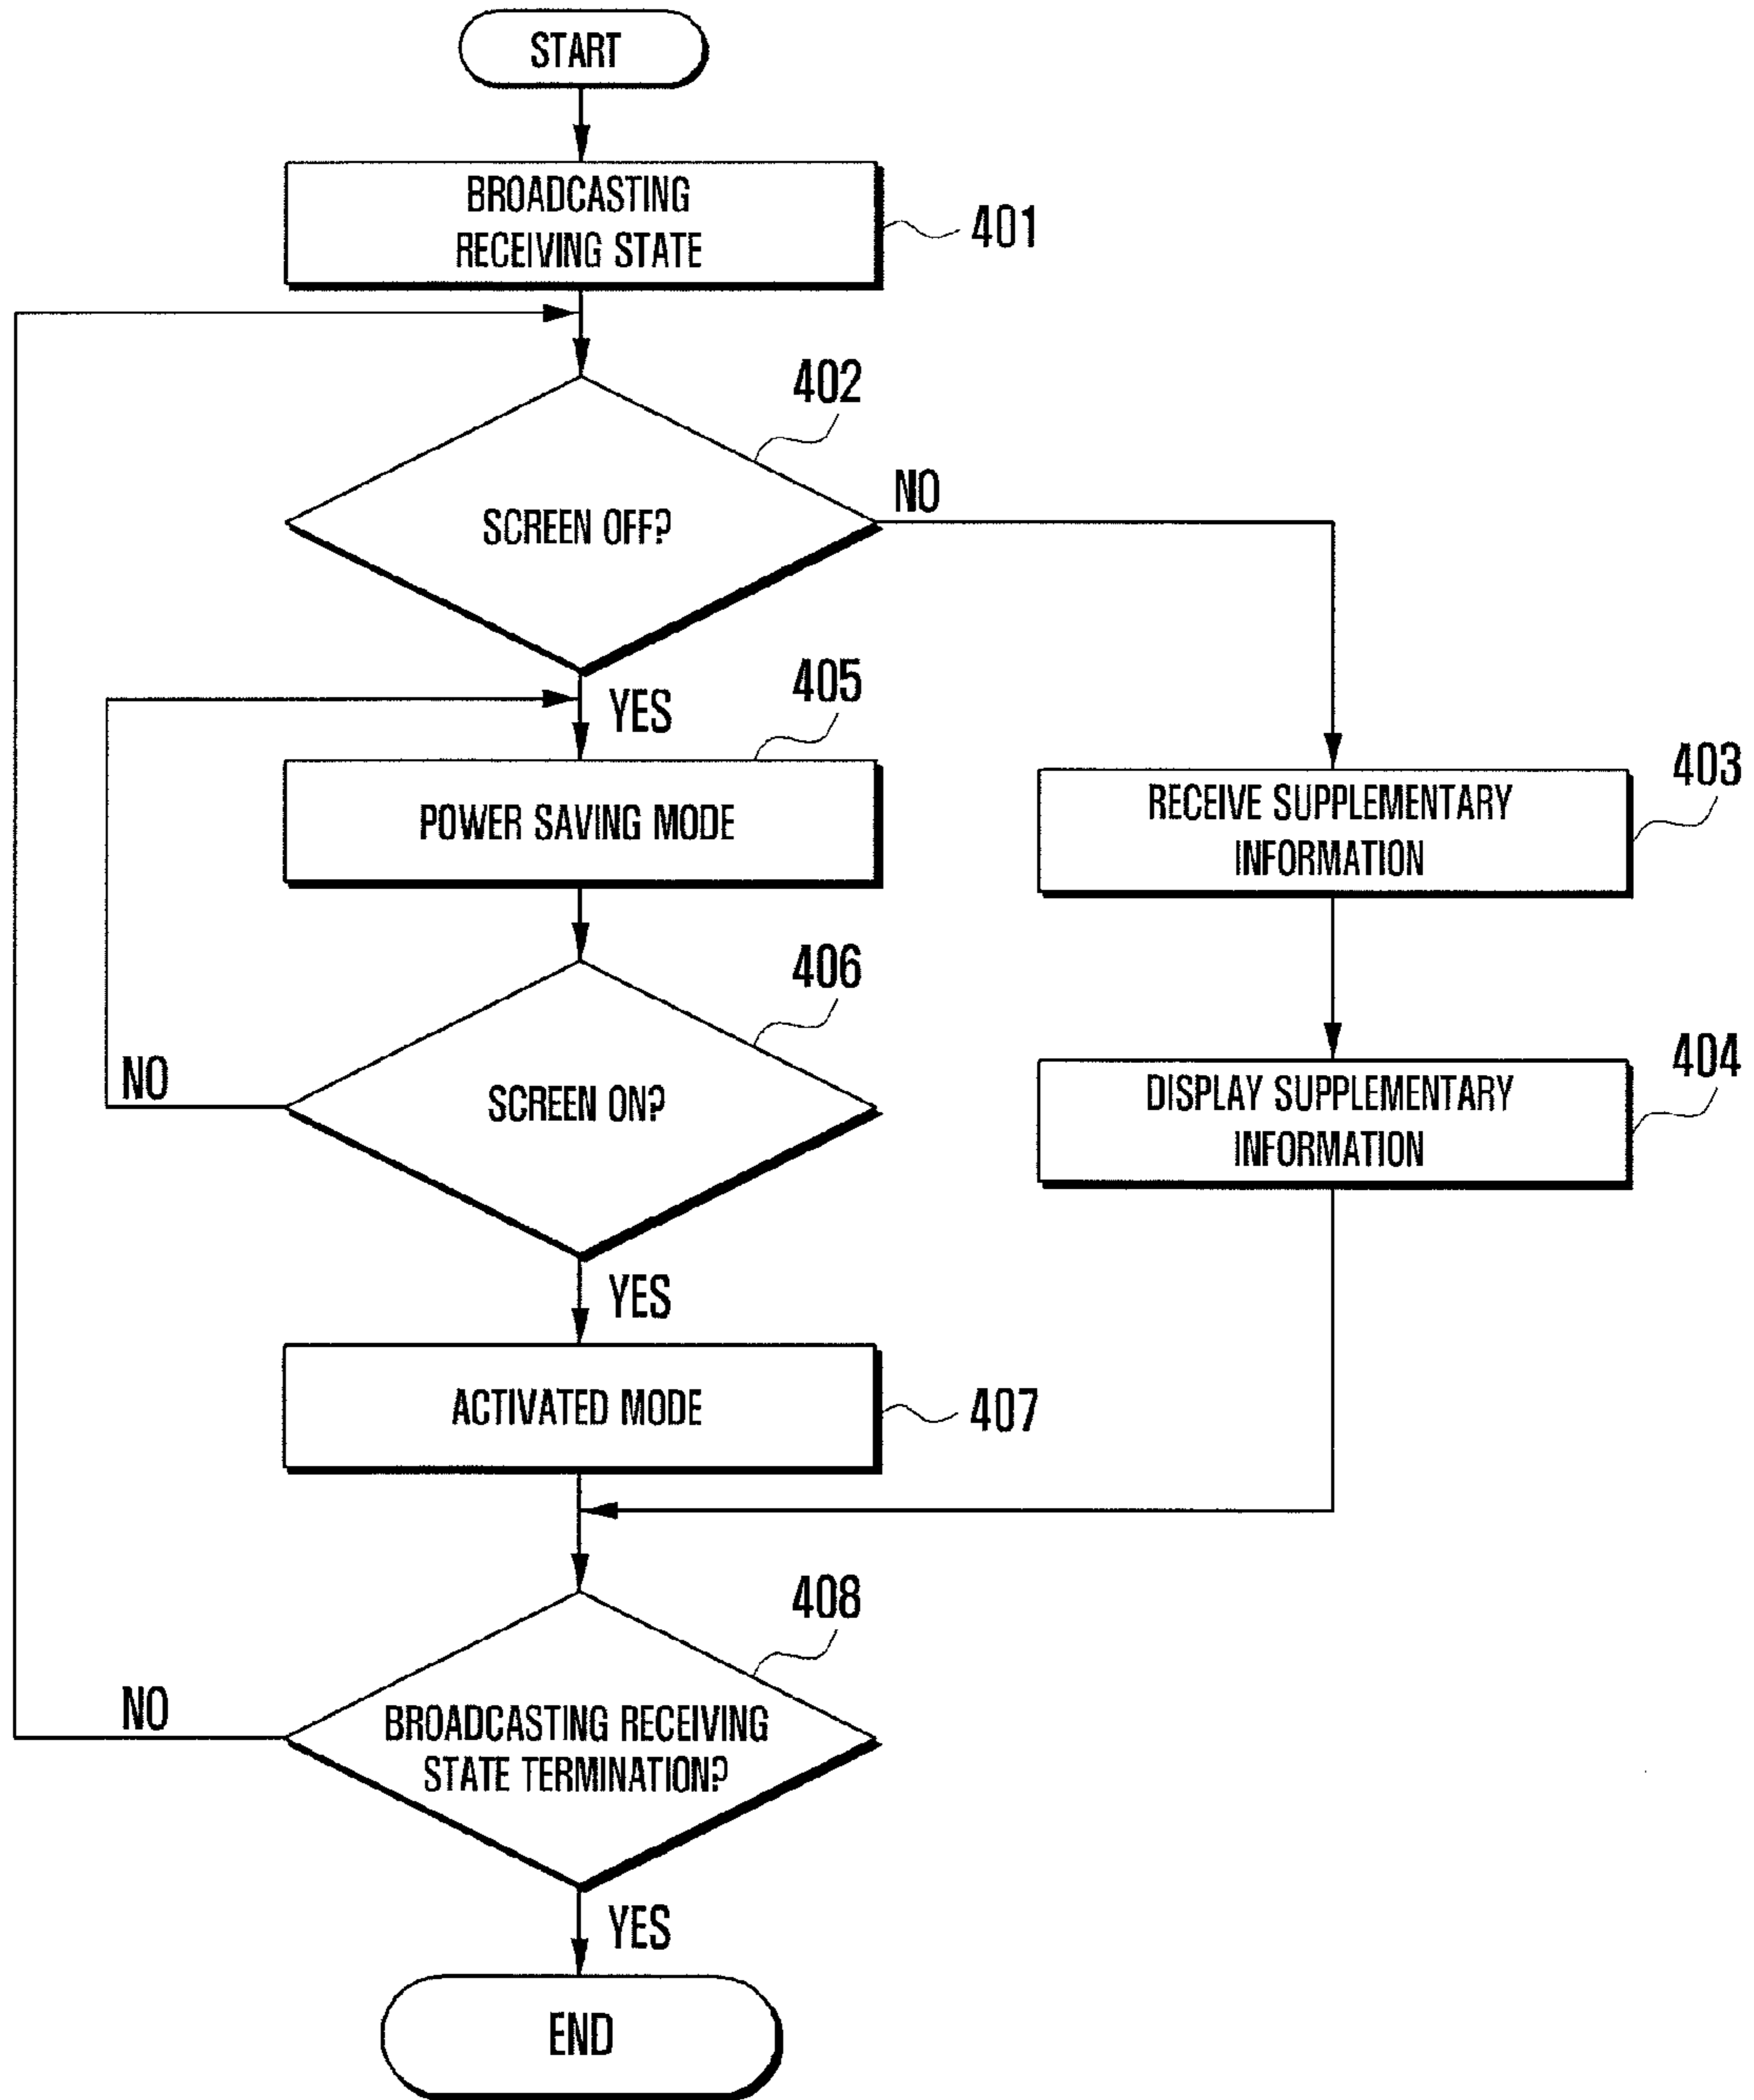 START
BROADCASTING
RECEIVING STATE
401
402
SCREEN OFF?
NO
YES
405
POWER SAVING MODE
403
RECEIVE SUPPLEMENTARY
INFORMATION
406
SCREEN ON?
NO
404
DISPLAY SUPPLEMENTARY
INFORMATION
YES
ACTIVATED MODE
407
408
BROADCASTING RECEIVING
STATE TERMINATION?
NO
YES
END